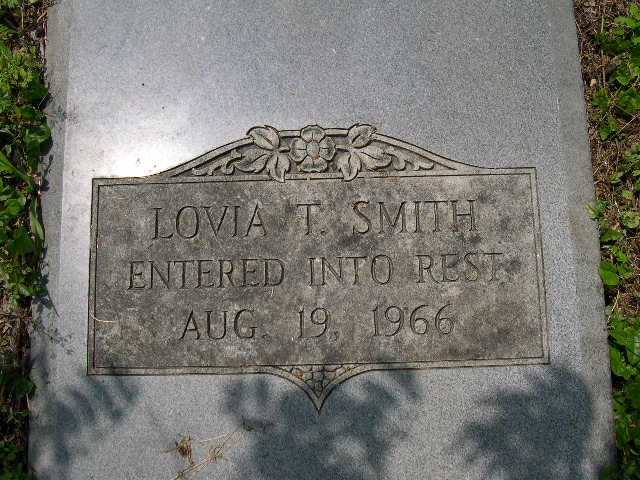 LOVIA T. SMITH
ENTERED INTO REST
AUG. 19, 1966